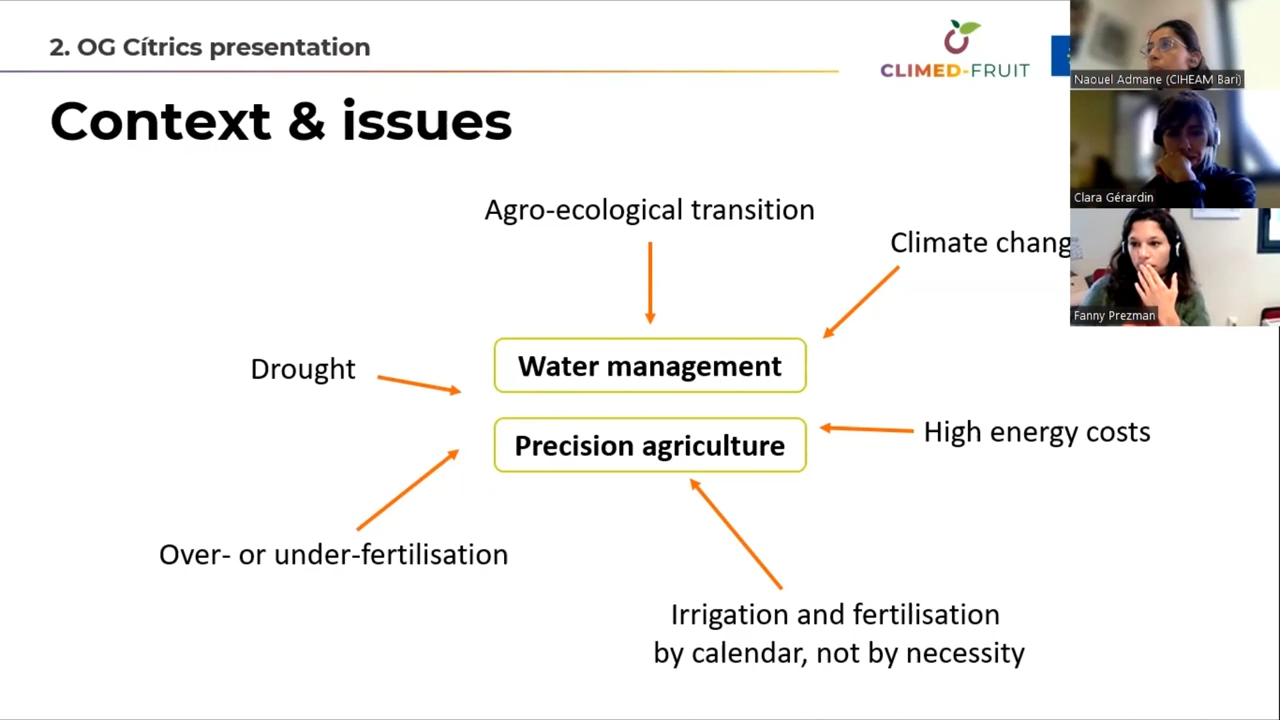 2. OG Cítrics presentation
CLIMED-FRUIT
Context & issues
Naouel Admane (CIHEAM Bari)
Clara Gérardin
Fanny Prezman
Agro-ecological transition
Climate chang
Water management
Drought
Precision agriculture
High energy costs
Over- or under-fertilisation
Irrigation and fertilisation
by calendar, not by necessity